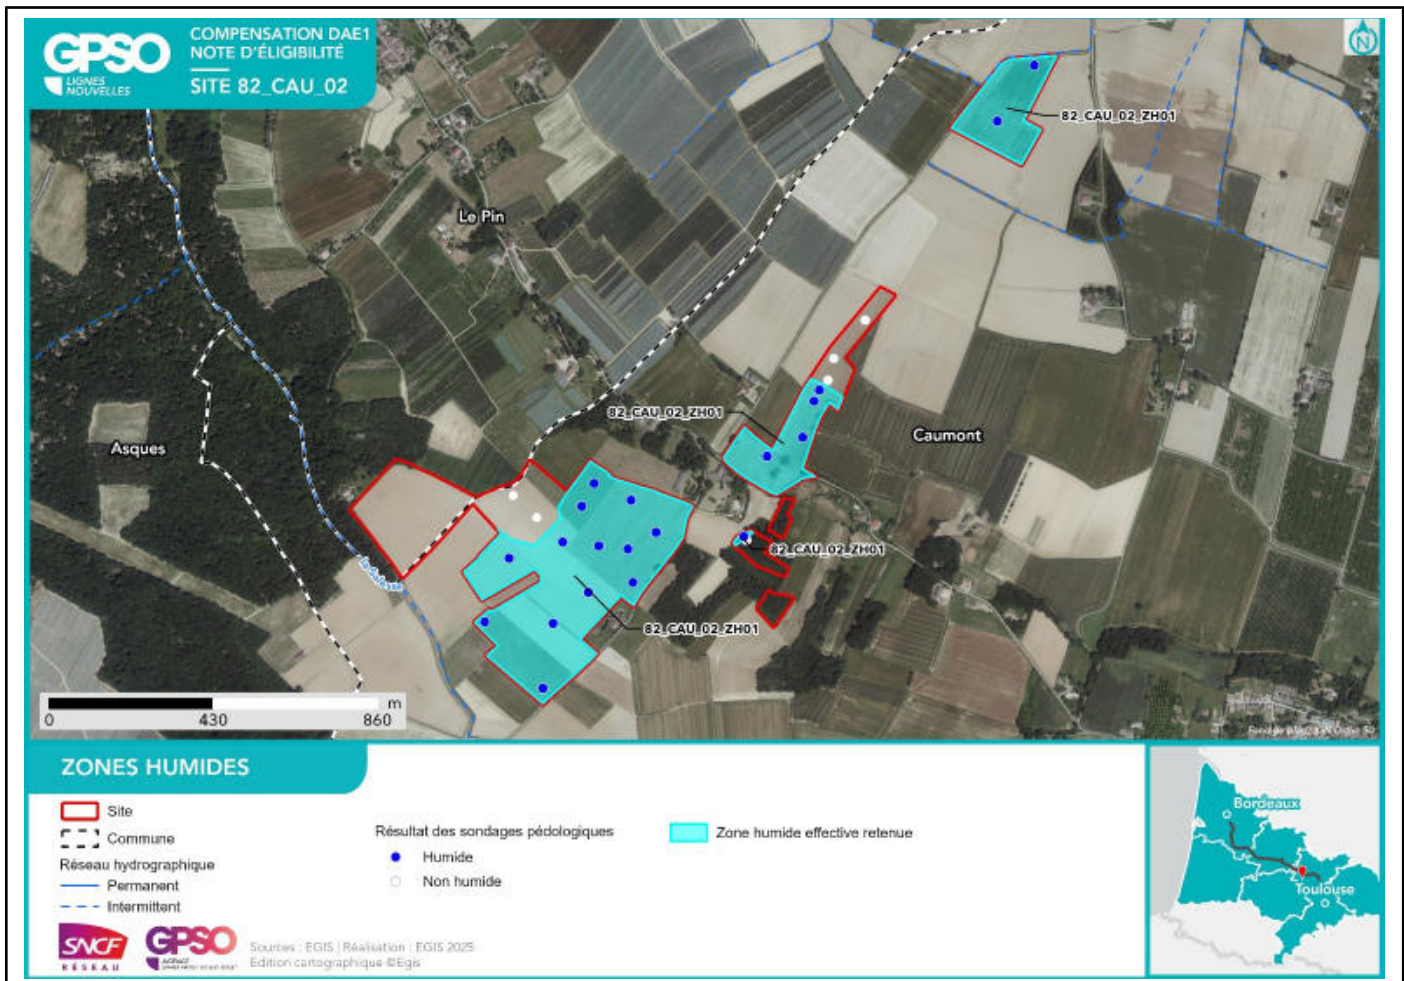 GPSO
LIGNES
NOUVELLES
COMPENSATION DAE1
NOTE D'ÉLIGIBILITÉ
SITE 82_CAU_02
N
82_CAU_02_ZH01
Le Pin
82_CAU_02_ZH01
Caumont
Asques
82_CAU_02_ZH01
82_CAU_02_ZH01
m
0 430 860
ZONES HUMIDES
Site
Commune
Réseau hydrographique
Permanent
Intermittent
Résultat des sondages pédologiques
Humide
Non humide
Zone humide effective retenue
Bordeaux
Toulouse
SNCF
RÉSEAU
GPSO
Sources : EGIS | Réalisation : EGIS 2025
Edition cartographique ©Egis